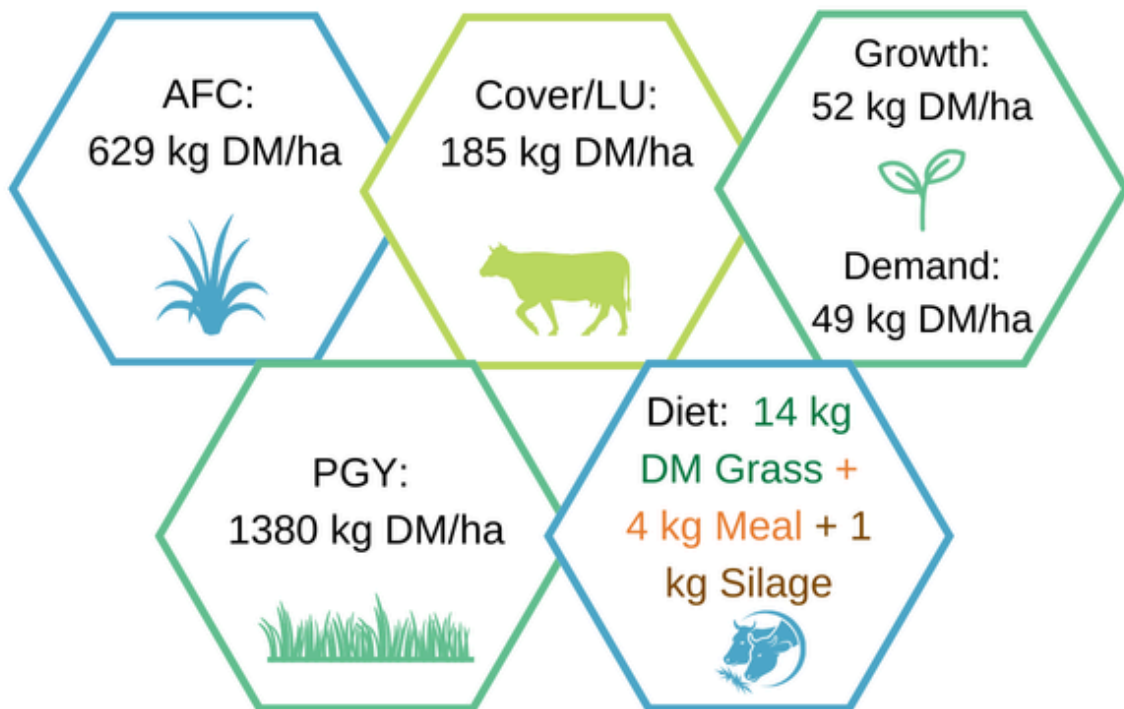 AFC:
629 kg DM/ha
Cover/LU:
185 kg DM/ha
Growth:
52 kg DM/ha
Demand:
49 kg DM/ha
PGY:
1380 kg DM/ha
Diet: 14 kg
DM Grass +
4 kg Meal + 1
kg Silage